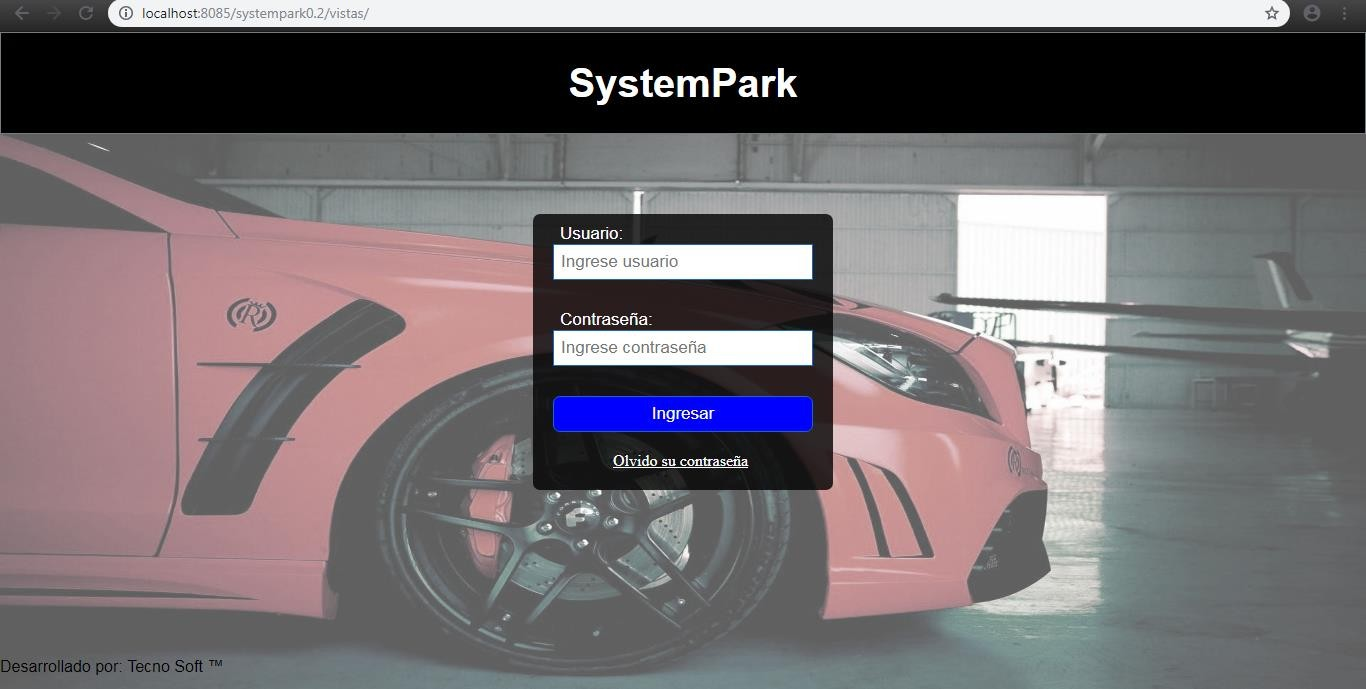 localhost:8085/systempark0.2/vistas/
SystemPark
Usuario:
Ingrese usuario
Contraseña:
Ingrese contraseña
Ingresar
Olvido su contraseña
Desarrollado por: Tecno Soft ™